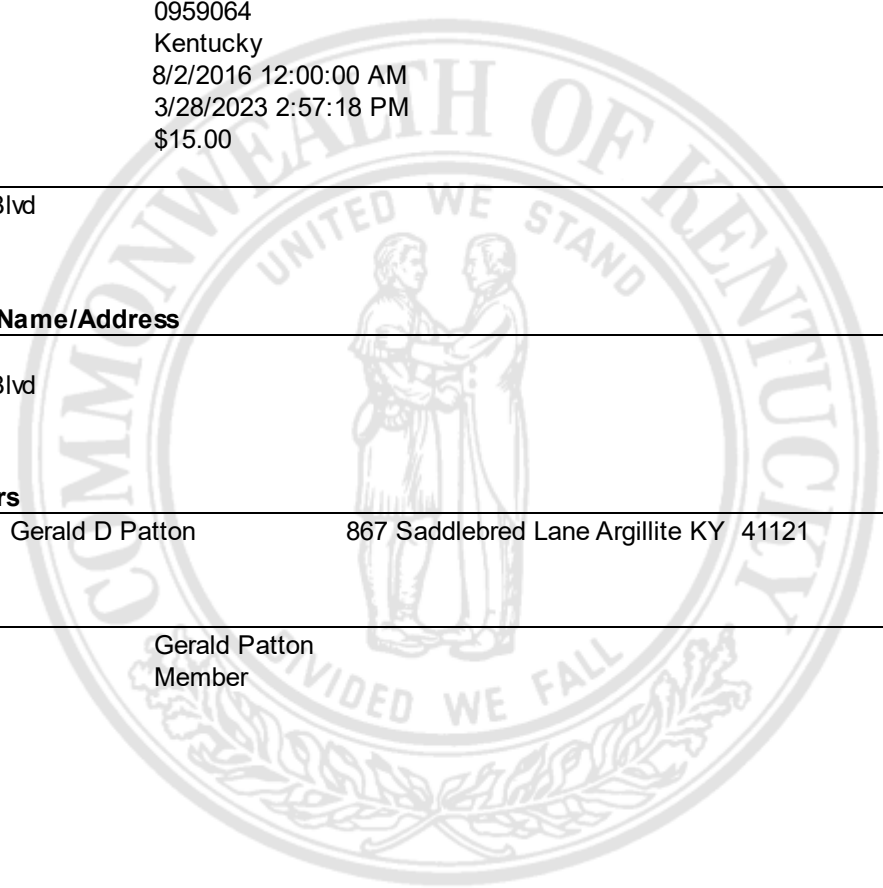 0959064
Kentucky
8/2/2016 12:00:00 AM
3/28/2023 2:57:18 PM
$15.00
Blvd
Name/Address
Blvd
rs
Gerald D Patton 867 Saddlebred Lane Argillite KY 41121
Gerald Patton
Member
COMMONWEALTH OF KENTUCKY
UNITED WE STAND
DIVIDED WE FALL